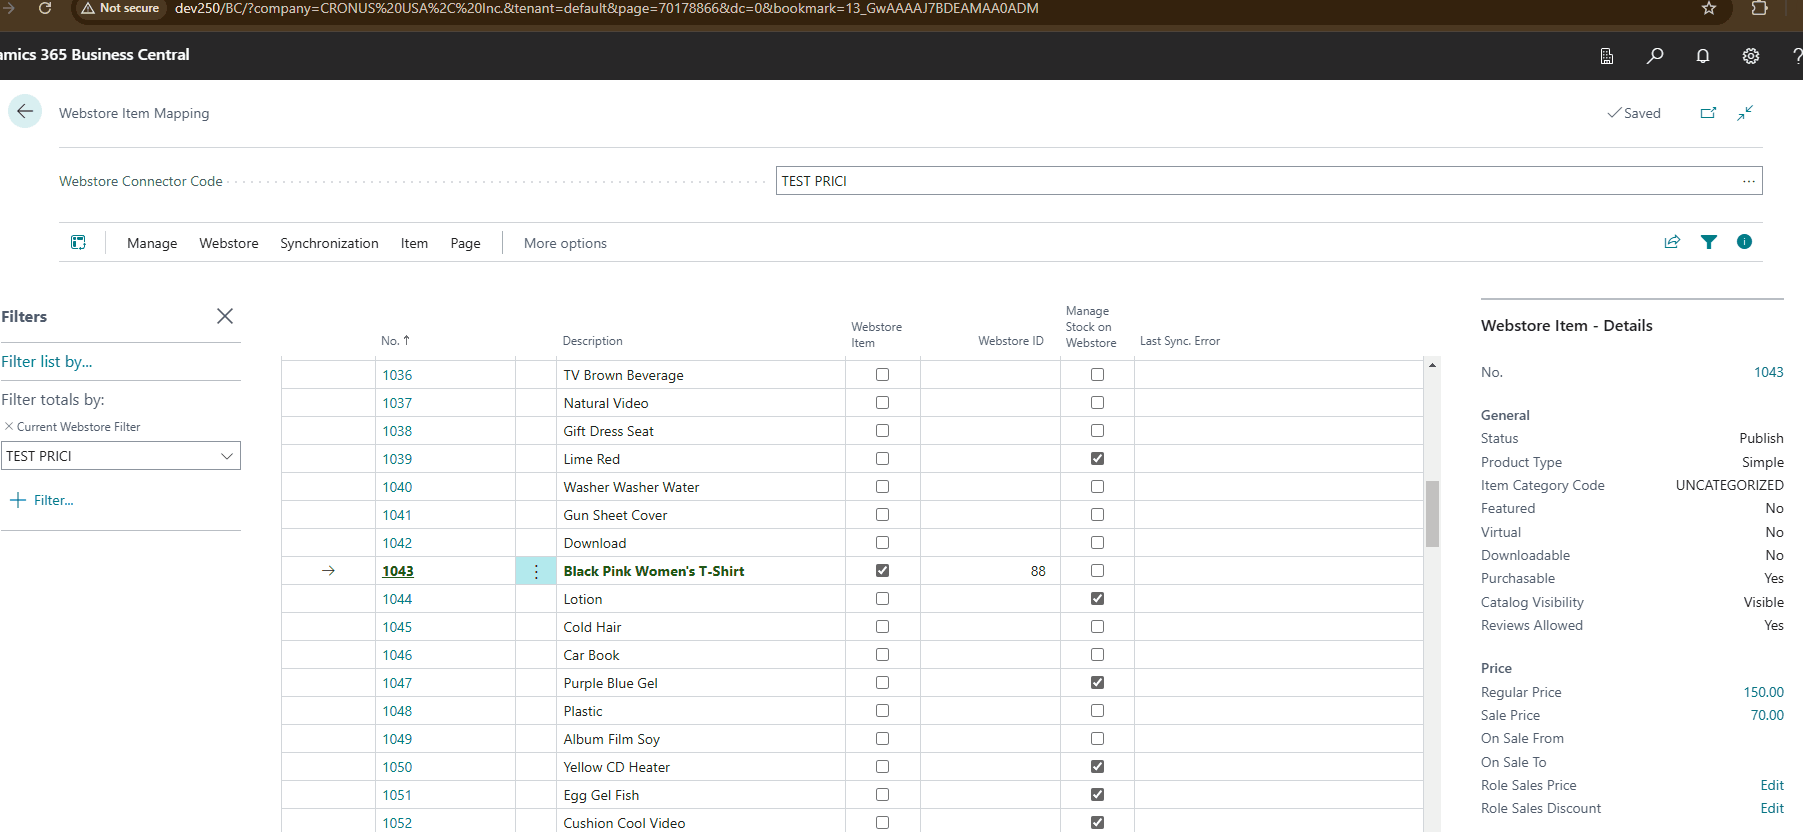 Not secure dev250/BC/?company=CRONUS%20USA%2C%20Inc.&tenant=default&page=70178866&dc=0&bookmark=13_GwAAAAJ7BDEAMAA0ADM
amics 365 Business Central
Webstore Item Mapping
Saved
Webstore Connector Code
TEST PRICI
Manage Webstore Synchronization Item Page More options
Filters
Filter list by...
Filter totals by:
× Current Webstore Filter
TEST PRICI
+ Filter...
No. ↑ Description Webstore Item Webstore ID Manage Stock on Webstore Last Sync. Error
1036 TV Brown Beverage
1037 Natural Video
1038 Gift Dress Seat
1039 Lime Red
1040 Washer Washer Water
1041 Gun Sheet Cover
1042 Download
1043 Black Pink Women's T-Shirt 88
1044 Lotion
1045 Cold Hair
1046 Car Book
1047 Purple Blue Gel
1048 Plastic
1049 Album Film Soy
1050 Yellow CD Heater
1051 Egg Gel Fish
1052 Cushion Cool Video
Webstore Item - Details
No. 1043
General
Status Publish
Product Type Simple
Item Category Code UNCATEGORIZED
Featured No
Virtual No
Downloadable No
Purchasable Yes
Catalog Visibility Visible
Reviews Allowed Yes
Price
Regular Price 150.00
Sale Price 70.00
On Sale From
On Sale To
Role Sales Price Edit
Role Sales Discount Edit